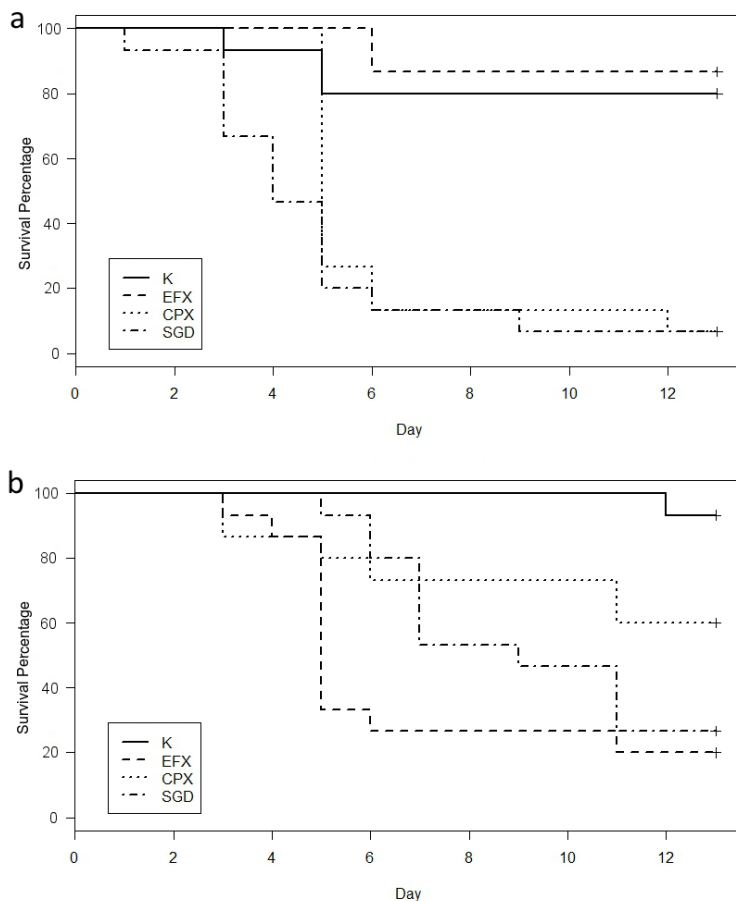 a
Survival Percentage
100
80
60
40
20
0
K
EFX
CPX
SGD
0 2 4 6 8 10 12
Day
b
Survival Percentage
100
80
60
40
20
0
K
EFX
CPX
SGD
0 2 4 6 8 10 12
Day